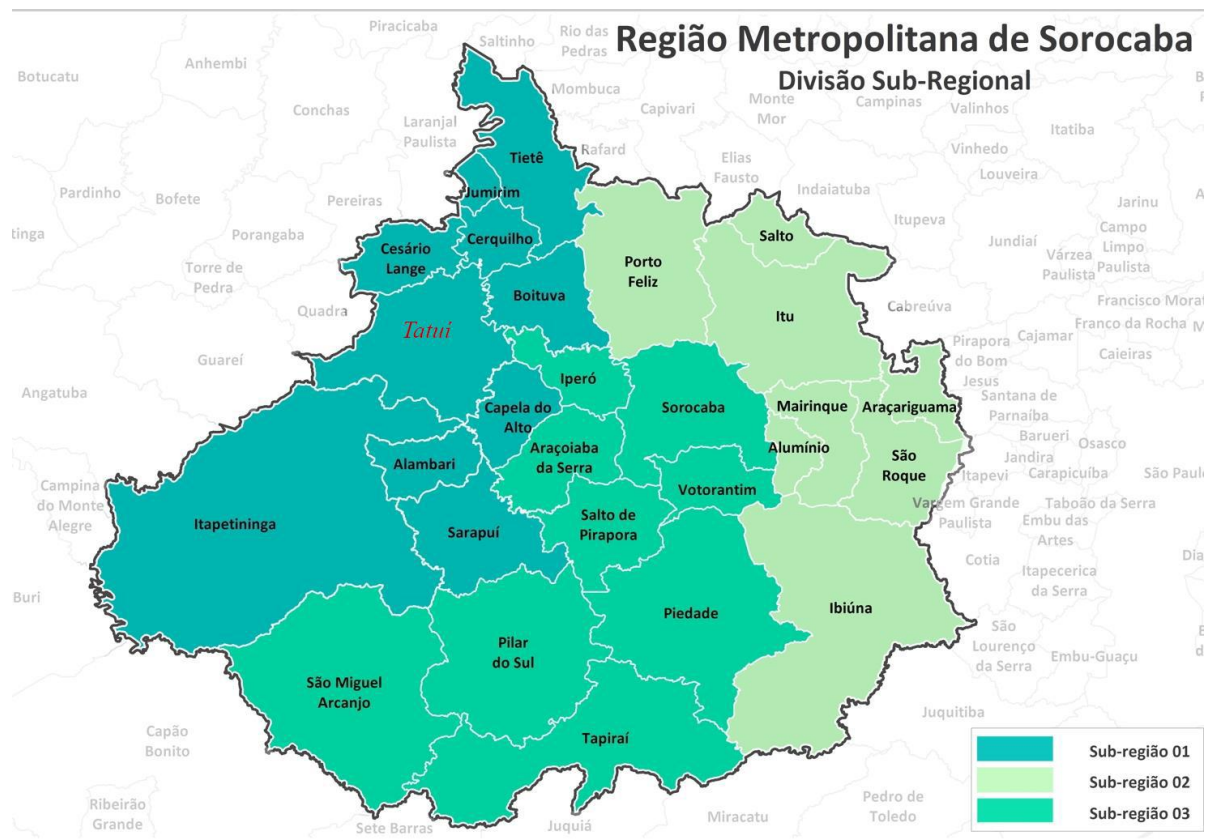 Região Metropolitana de Sorocaba
Divisão Sub-Regional
Piracicaba
Saltinho
Rio das
Pedras
Botucatu
Anhembi
Mombuca
Conchas
Capivari
Monte
Mor
Campinas
Valinhos
Itatiba
Laranjal
Paulista
Rafard
Elias
Fausto
Vinhedo
Louveira
Tietê
Pardinho
Bofete
Pereiras
Jumirim
Indaiatuba
Itupeva
Jarinu
tinga
Porangaba
Cesário
Lange
Cerquilho
Salto
Jundiaí
Campo
Limpo
Paulista
Várzea
Paulista
Torre de
Pedra
Boituva
Porto
Feliz
Quadra
Tatuí
Itu
Cabreúva
Francisco Morat
Franco da Rocha
M
Guareí
Pirapora
do Bom
Jesus
Cajamar
Caieiras
Angatuba
Iperó
Capela do
Alto
Sorocaba
Mairinque
Araçariguama
Santana de
Parnaíba
Araçoiaba
da Serra
Alumínio
São
Roque
Barueri
Jandira
Osasco
Alambari
Itapevi
Carapicuíba
São Paulo
Campina
do Monte
Alegre
Votorantim
Vargem Grande
Paulista
Taboão da Serra
Itapetininga
Sarapuí
Salto de
Pirapora
Embu das
Artes
Cotia
Itapecerica
da Serra
Dia
Buri
Piedade
Ibiúna
São
Lourenço
da Serra
Embu-Guaçu
Pilar
do Sul
São Miguel
Arcanjo
Capão
Bonito
Tapiraí
Juquitiba
Ribeirão
Grande
Sete Barras
Juquiá
Miracatu
Pedro de
Toledo
Sub-região 01
Sub-região 02
Sub-região 03